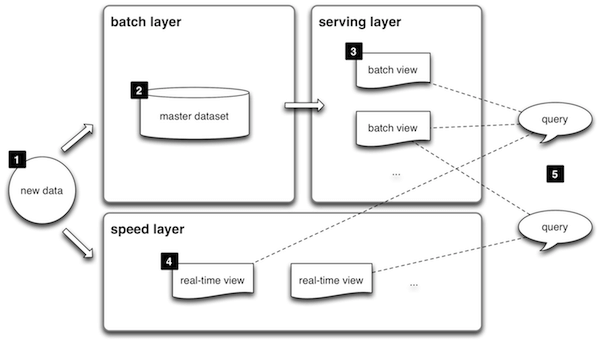 batch layer
serving layer
3
batch view
2
master dataset
batch view
query
1
new data
...
5
speed layer
query
4
real-time view
real-time view
...